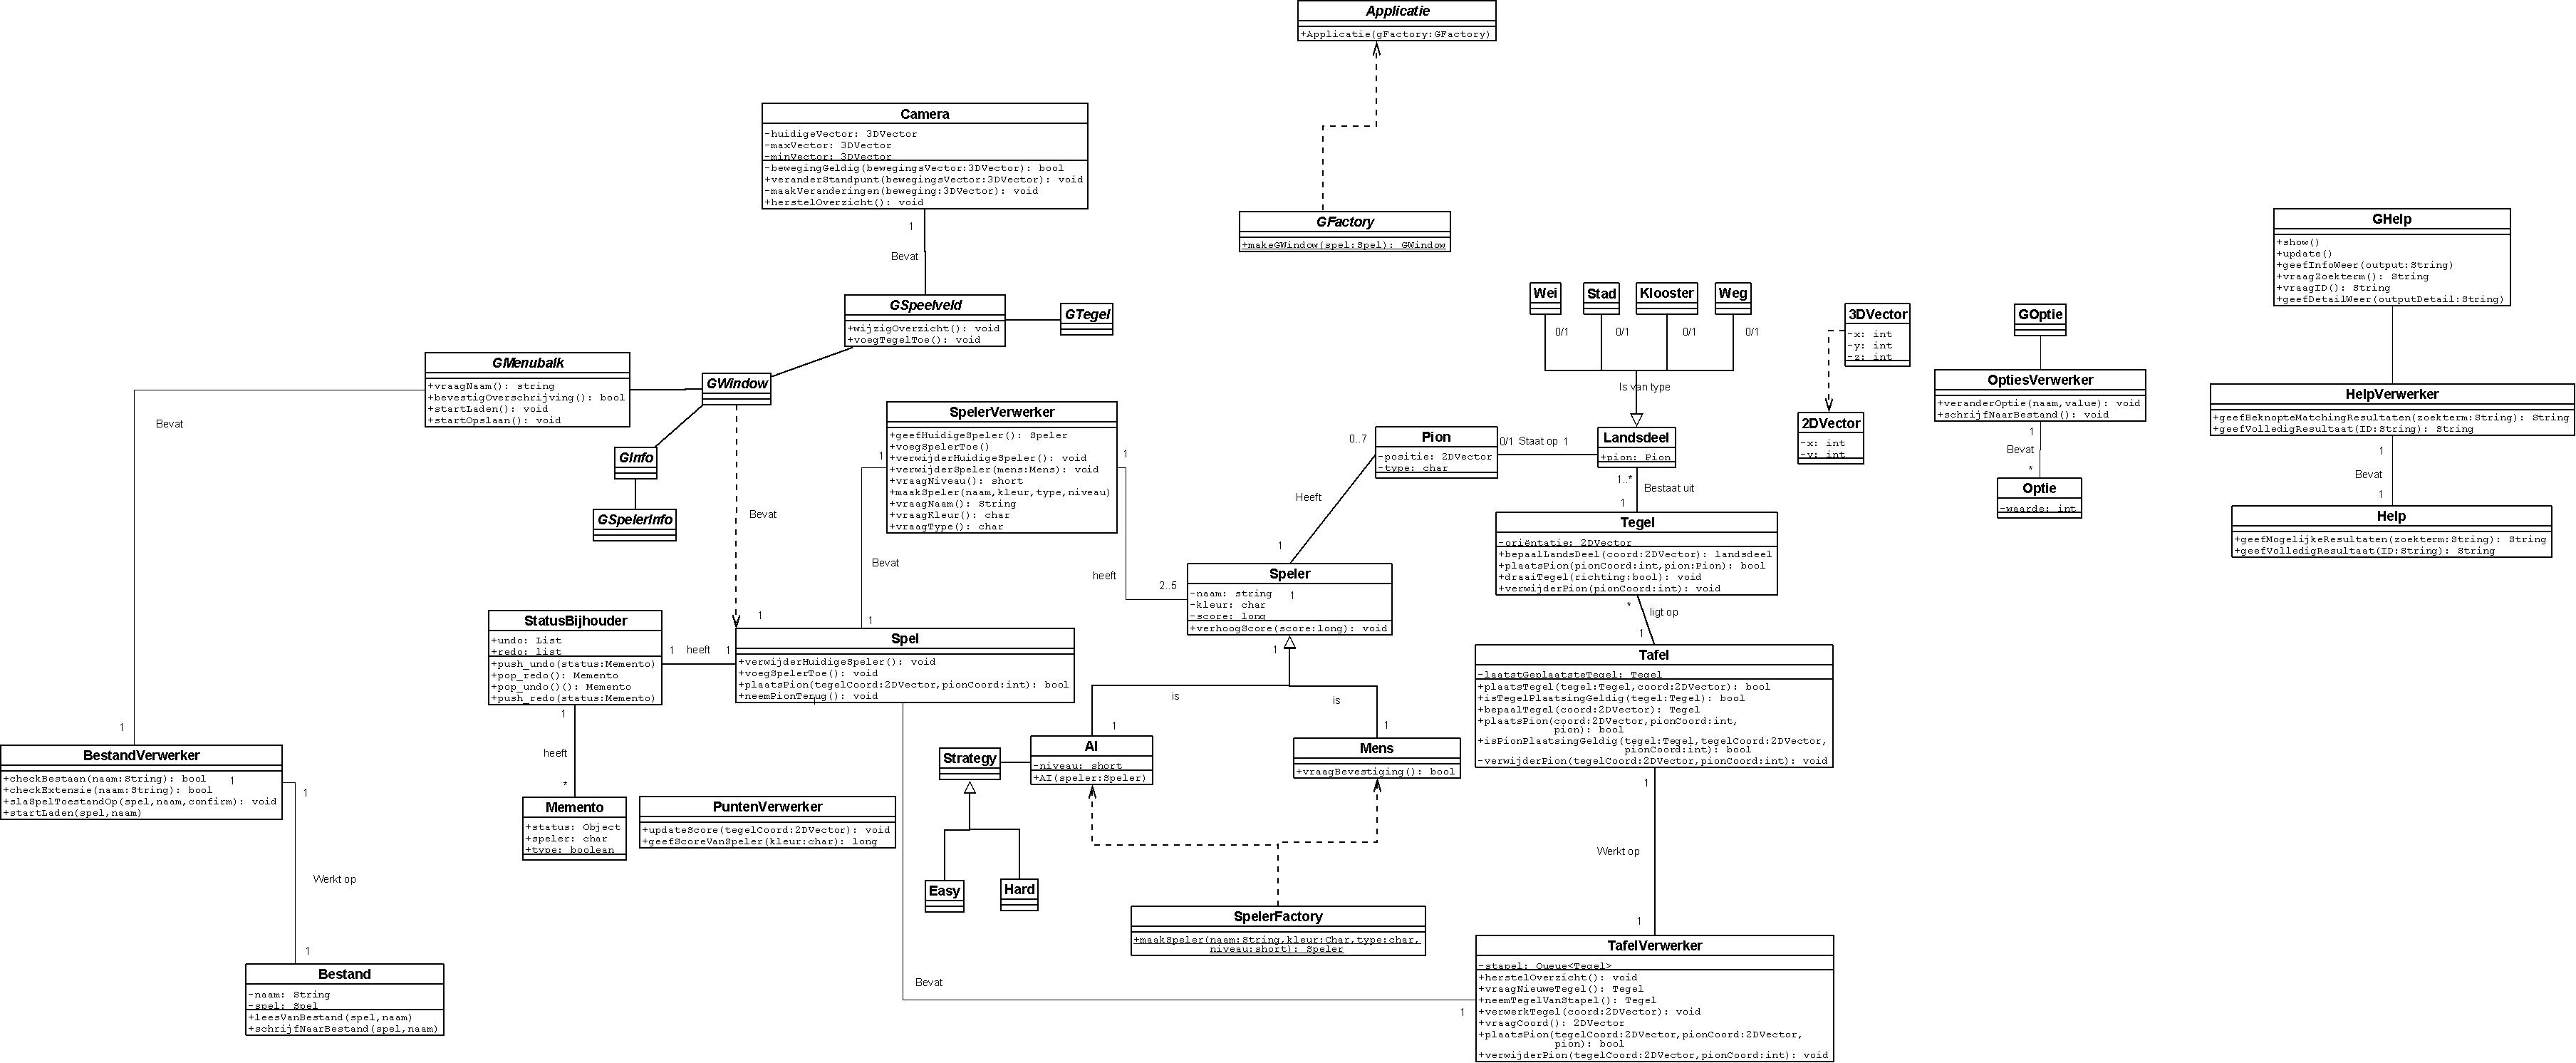 Applicatie
+Applicatie(gFactory:GFactory)
GFactory
+makeGWindow(spel:Spel): GWindow
Camera
-huidigeVector: 3DVector
-maxVector: 3DVector
-minVector: 3DVector
-bewegingGeldig(bewegingsVector:3DVector): bool
+veranderStandpunt(bewegingsVector:3DVector): void
-maakVeranderingen(beweging:3DVector): void
+herstelOverzicht(): void
1
Bevat
GSpeelveld
+wijzigOverzicht(): void
+voegTegelToe(): void
GTegel
GMenubalk
+vraagNaam(): string
+bevestigOverschrijving(): bool
+startLaden(): void
+startOpslaan(): void
GWindow
GInfo
GSpelerInfo
Bevat
1
Bevat
1
SpelerVerwerker
+geefHuidigeSpeler(): Speler
+voegSpelerToe()
+verwijderHuidigeSpeler(): void
+verwijderSpeler(mens:Mens): void
+vraagNiveau(): short
+maakSpeler(naam,kleur,type,niveau)
+vraagNaam(): String
+vraagKleur(): char
+vraagType(): char
1
Bevat
1
1
heeft
2..5
Pion
-positie: 2DVector
-type: char
0..7
Heeft
1
0/1 Staat op 1
Wei
Stad
Klooster
Weg
0/1
0/1
0/1
0/1
Is van type
Landsdeel
+pion: Pion
1..*
Bestaat uit
1
Tegel
-oriëntatie: 2DVector
+bepaalLandsDeel(coord:2DVector): landsdeel
+plaatsPion(pionCoord:int,pion:Pion): bool
+draaiTegel(richting:bool): void
+verwijderPion(pionCoord:int): void
*
ligt op
1
3DVector
-x: int
-y: int
-z: int
2DVector
-x: int
-y: int
GOptie
OptiesVerwerker
+veranderOptie(naam,value): void
+schrijfNaarBestand(): void
1
Bevat
*
Optie
-waarde: int
GHelp
+show()
+update()
+geefInfoWeer(output:String)
+vraagZoekterm(): String
+vraagID(): String
+geefDetailWeer(outputDetail:String)
HelpVerwerker
+geefBeknopteMatchingResultaten(zoekterm:String): String
+geefVolledigResultaat(ID:String): String
1
Bevat
1
Help
+geefMogelijkeResultaten(zoekterm:String): String
+geefVolledigResultaat(ID:String): String
Speler
-naam: string
1
-kleur: char
-score: long
+verhoogScore(score:long): void
1
is
is
1
1
StatusBijhouder
+undo: List
+redo: list
+push_undo(status:Memento)
+pop_redo(): Memento
+pop_undo()(): Memento
+push_redo(status:Memento)
1 heeft 1
Spel
+verwijderHuidigeSpeler(): void
+voegSpelerToe(): void
+plaatsPion(tegelCoord:2DVector,pionCoord:int): bool
+neemPionTerug(): void
1
1
heeft
*
Memento
+status: Object
+speler: char
+type: boolean
PuntenVerwerker
+updateScore(tegelCoord:2DVector): void
+geefScoreVanSpeler(kleur:char): long
Strategy
Easy
Hard
AI
-niveau: short
+AI(speler:Speler)
Mens
+vraagBevestiging(): bool
SpelerFactory
+maakSpeler(naam:String,kleur:Char,type:char,
niveau:short): Speler
Tafel
-laatstGeplaatsteTegel: Tegel
+plaatsTegel(tegel:Tegel,coord:2DVector): bool
+isTegelPlaatsingGeldig(tegel:Tegel): bool
+bepaalTegel(coord:2DVector): Tegel
+plaatsPion(coord:2DVector,pionCoord:int,
pion): bool
+isPionPlaatsingGeldig(tegel:Tegel,tegelCoord:2DVector,
pionCoord:int): bool
-verwijderPion(tegelCoord:2DVector,pionCoord:int): void
1
Werkt op
1
TafelVerwerker
-stapel: Queue<Tegel>
+herstelOverzicht(): void
+vraagNieuweTegel(): Tegel
+neemTegelVanStapel(): Tegel
+verwerkTegel(coord:2DVector): void
+vraagCoord(): 2DVector
+plaatsPion(tegelCoord:2DVector,pionCoord:2DVector,
pion): bool
+verwijderPion(tegelCoord:2DVector,pionCoord:int): void
Bevat
1
BestandVerwerker
+checkBestaan(naam:String): bool
1
+checkExtensie(naam:String): bool
+slaSpelToestandOp(spel,naam,confirm): void
+startLaden(spel,naam)
1
Werkt op
1
Bestand
-naam: String
-spel: Spel
+leesVanBestand(spel,naam)
+schrijfNaarBestand(spel,naam)